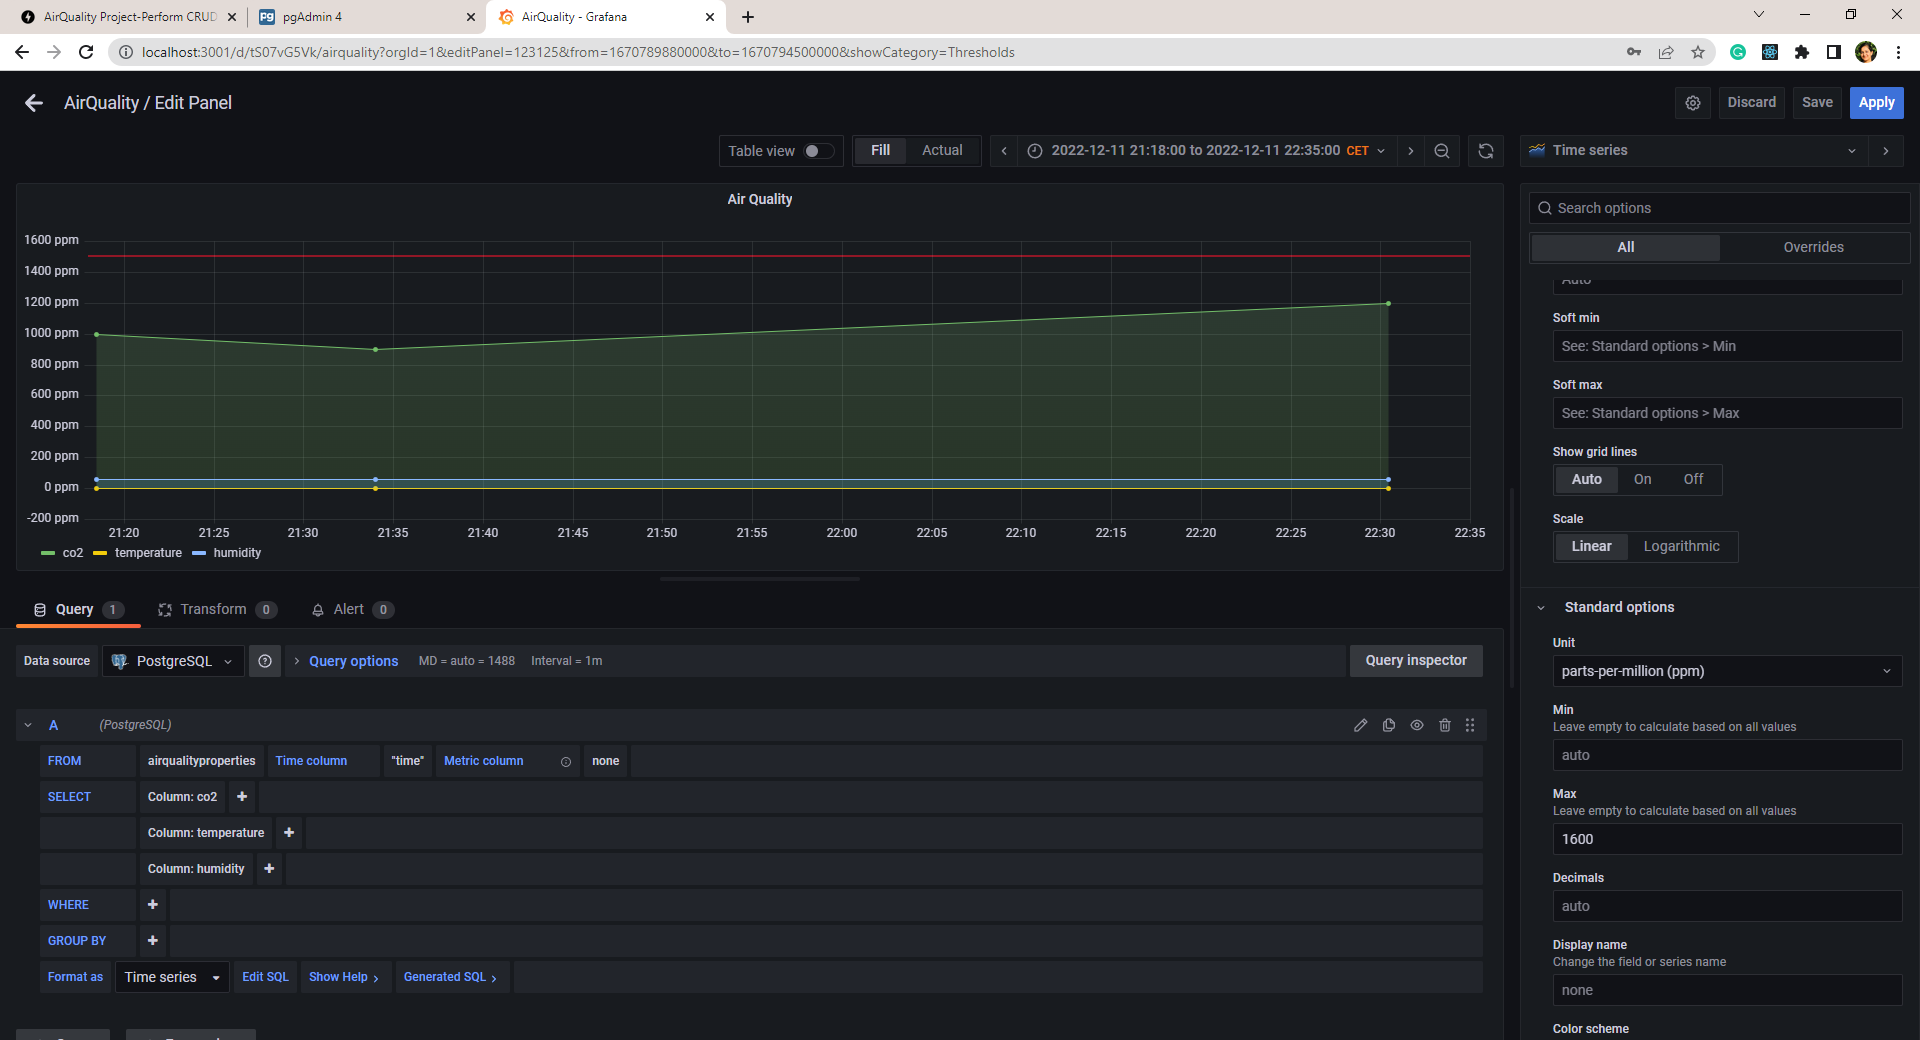 AirQuality Project-Perform CRUD
pgAdmin 4
AirQuality - Grafana
localhost:3001/d/tS07vG5Vk/airquality?orgId=1&editPanel=123125&from=1670789880000&to=1670794500000&showCategory=Thresholds
AirQuality / Edit Panel
Discard
Save
Apply
Table view
Fill
Actual
2022-12-11 21:18:00 to 2022-12-11 22:35:00 CET
Time series
Air Quality
1600 ppm
1400 ppm
1200 ppm
1000 ppm
800 ppm
600 ppm
400 ppm
200 ppm
0 ppm
-200 ppm
21:20 21:25 21:30 21:35 21:40 21:45 21:50 21:55 22:00 22:05 22:10 22:15 22:20 22:25 22:30 22:35
co2 temperature humidity
Search options
All
Overrides
Auto
Soft min
See: Standard options > Min
Soft max
See: Standard options > Max
Show grid lines
Auto On Off
Scale
Linear Logarithmic
Standard options
Unit
parts-per-million (ppm)
Min
Leave empty to calculate based on all values
auto
Max
Leave empty to calculate based on all values
1600
Decimals
auto
Display name
Change the field or series name
none
Color scheme
Query 1
Transform 0
Alert 0
Data source
PostgreSQL
Query options
MD = auto = 1488
Interval = 1m
Query inspector
A (PostgreSQL)
FROM airqualityproperties Time column "time" Metric column none
SELECT Column: co2 +
Column: temperature +
Column: humidity +
WHERE +
GROUP BY +
Format as Time series Edit SQL Show Help > Generated SQL >